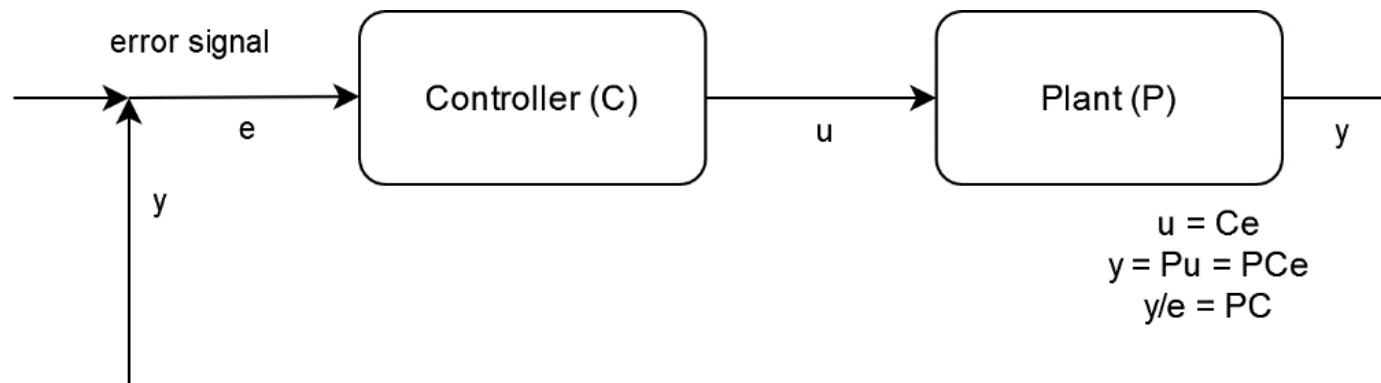 error signal
Controller (C)
Plant (P)
e
u
y
y
u = Ce
y = Pu = PCe
y/e = PC